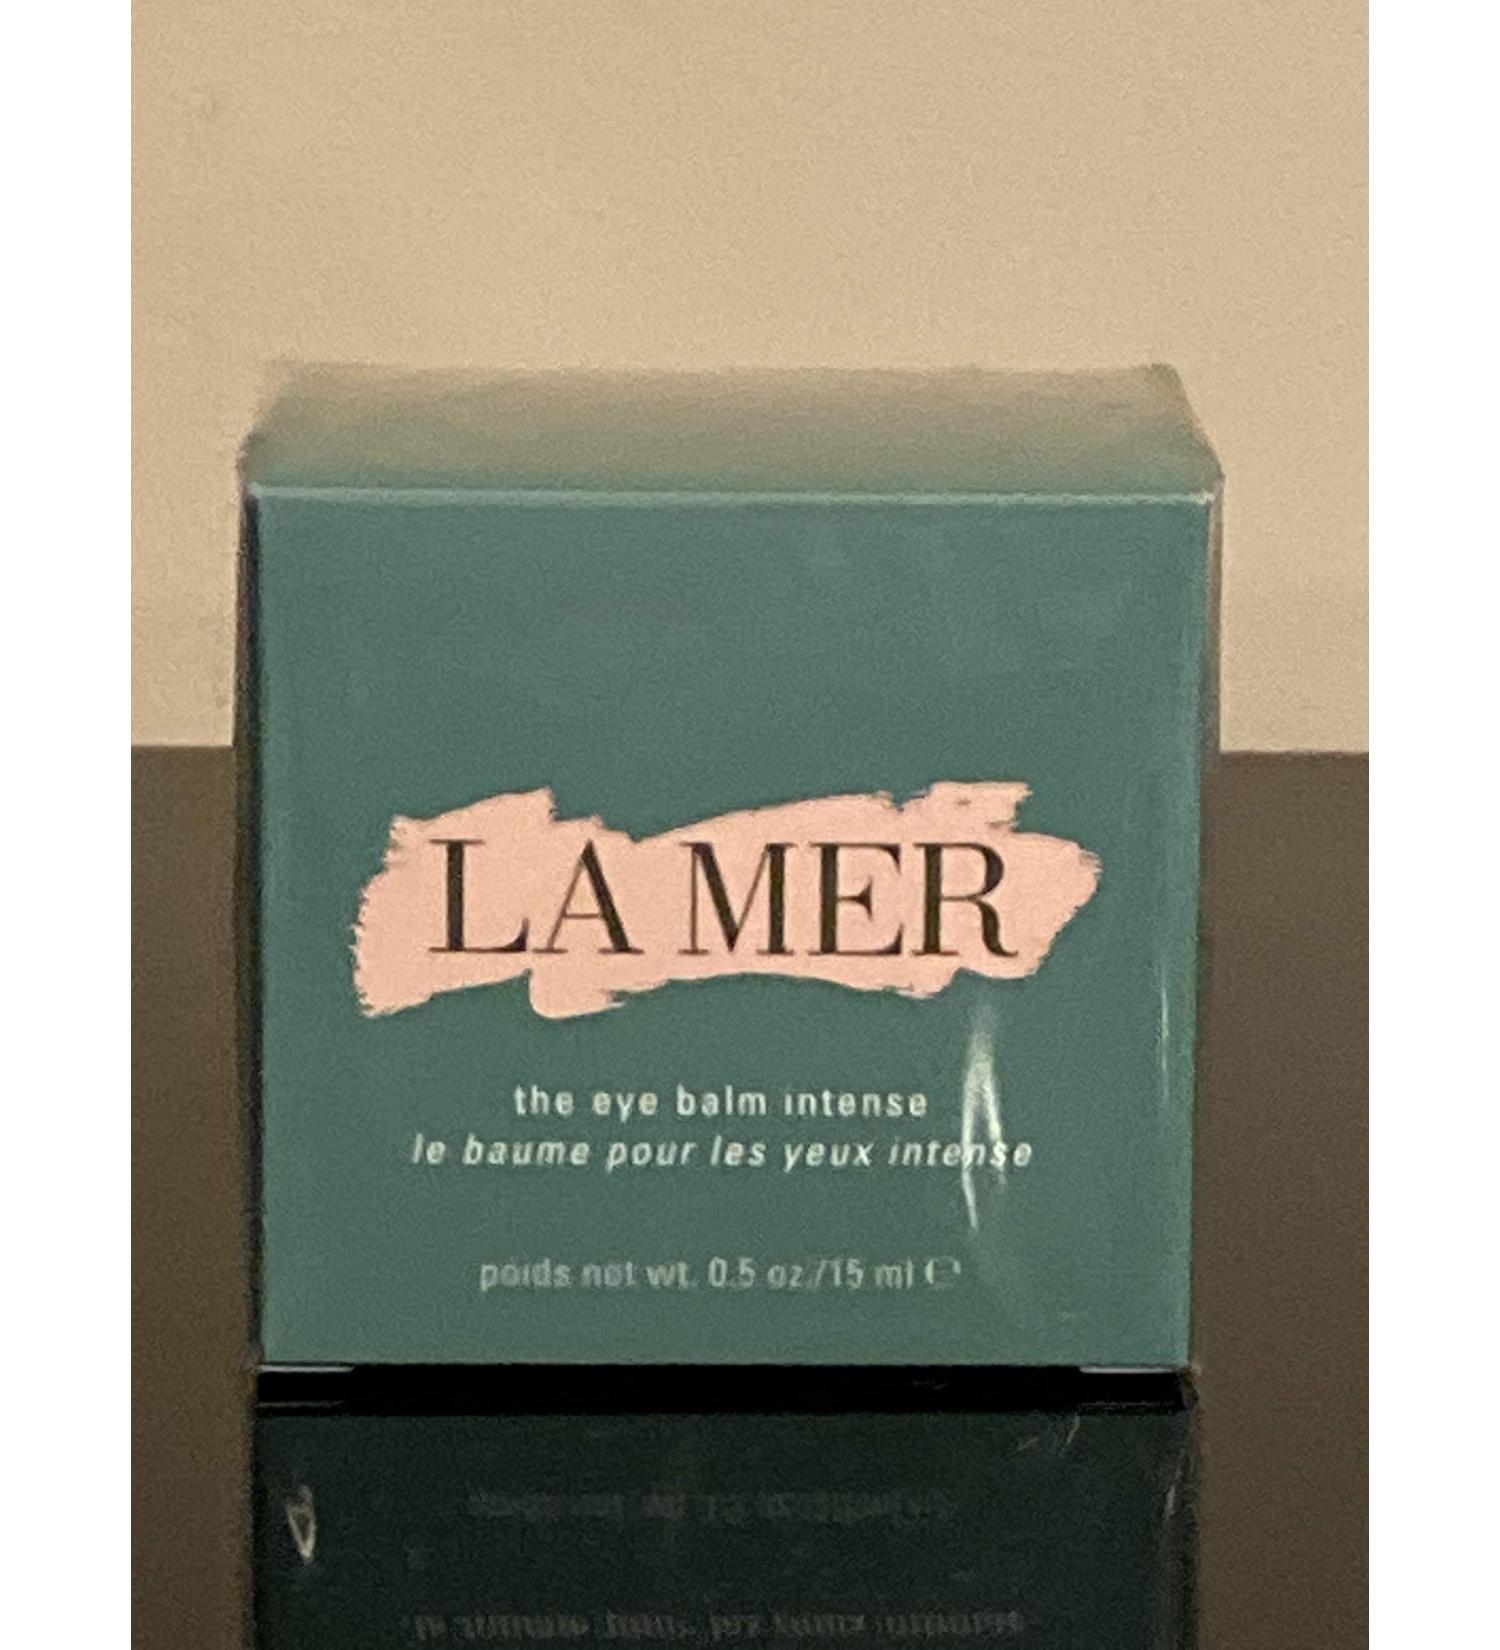 LA MER
the eye balm intense
le baume pour les yeux intense
poids net wt. 0.5 oz/15 ml ℮